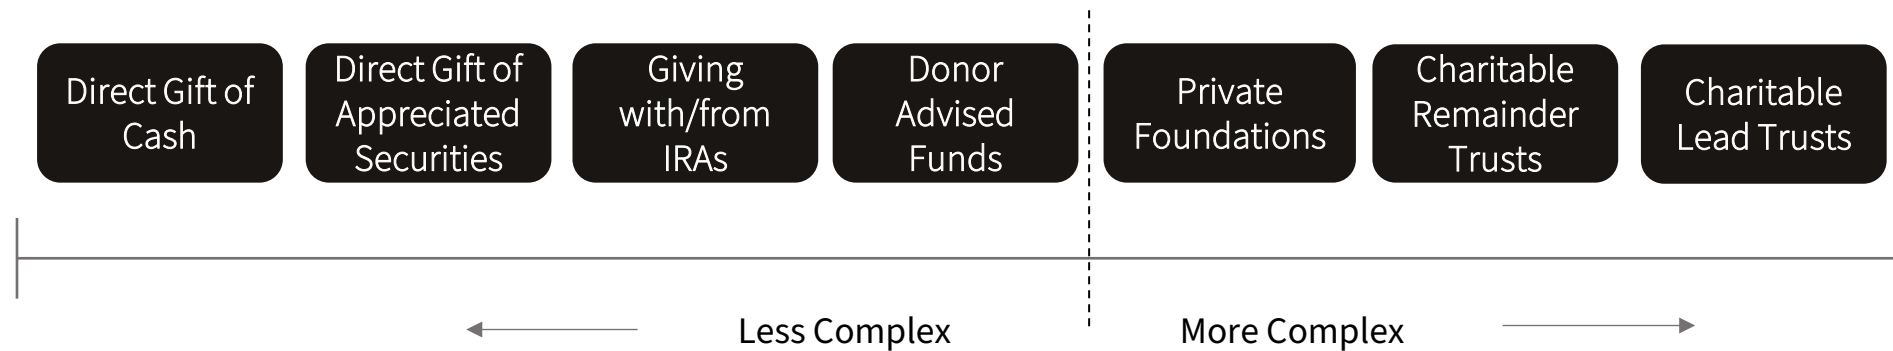 Direct Gift of
Cash
Direct Gift of
Appreciated
Securities
Giving
with/from
IRAs
Donor
Advised
Funds
Private
Foundations
Charitable
Remainder
Trusts
Charitable
Lead Trusts
Less Complex
More Complex